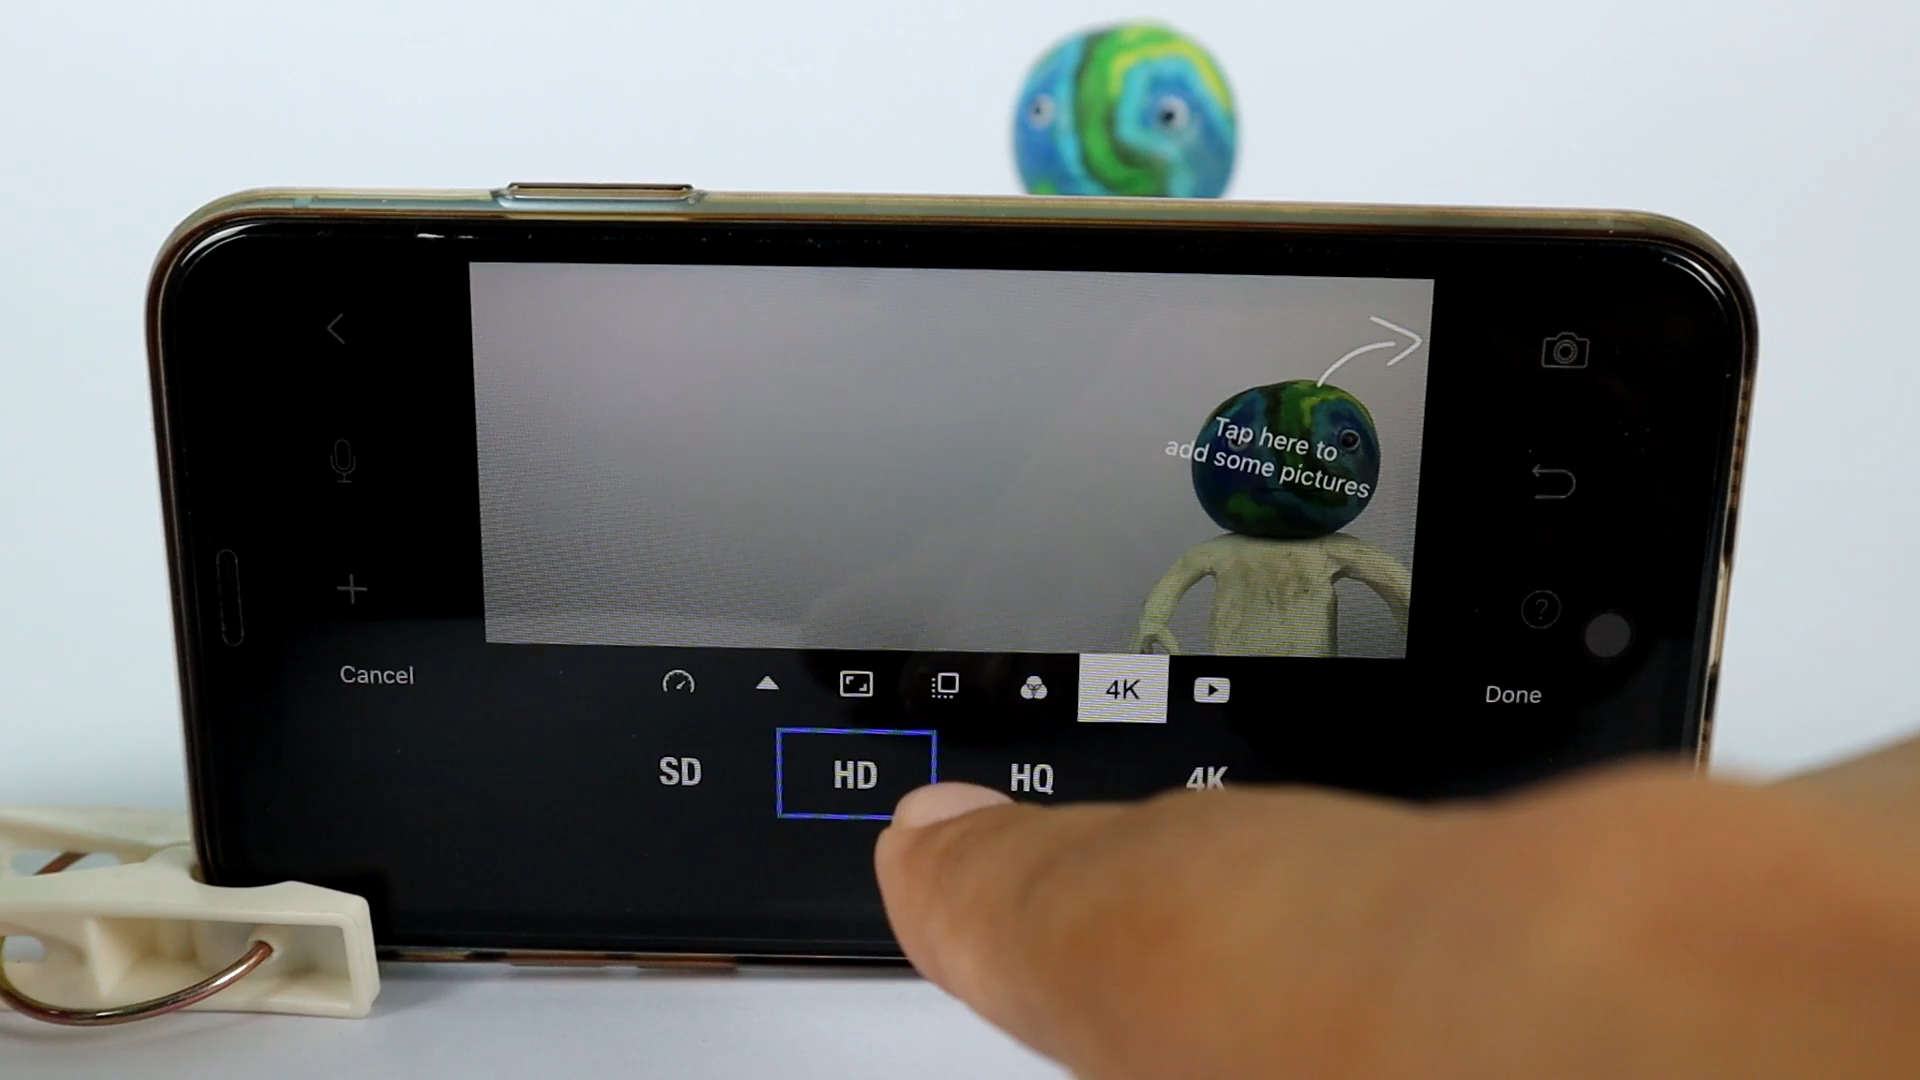 Tap here to
add some pictures
?
Cancel
4K
Done
SD
HD
HQ
4K